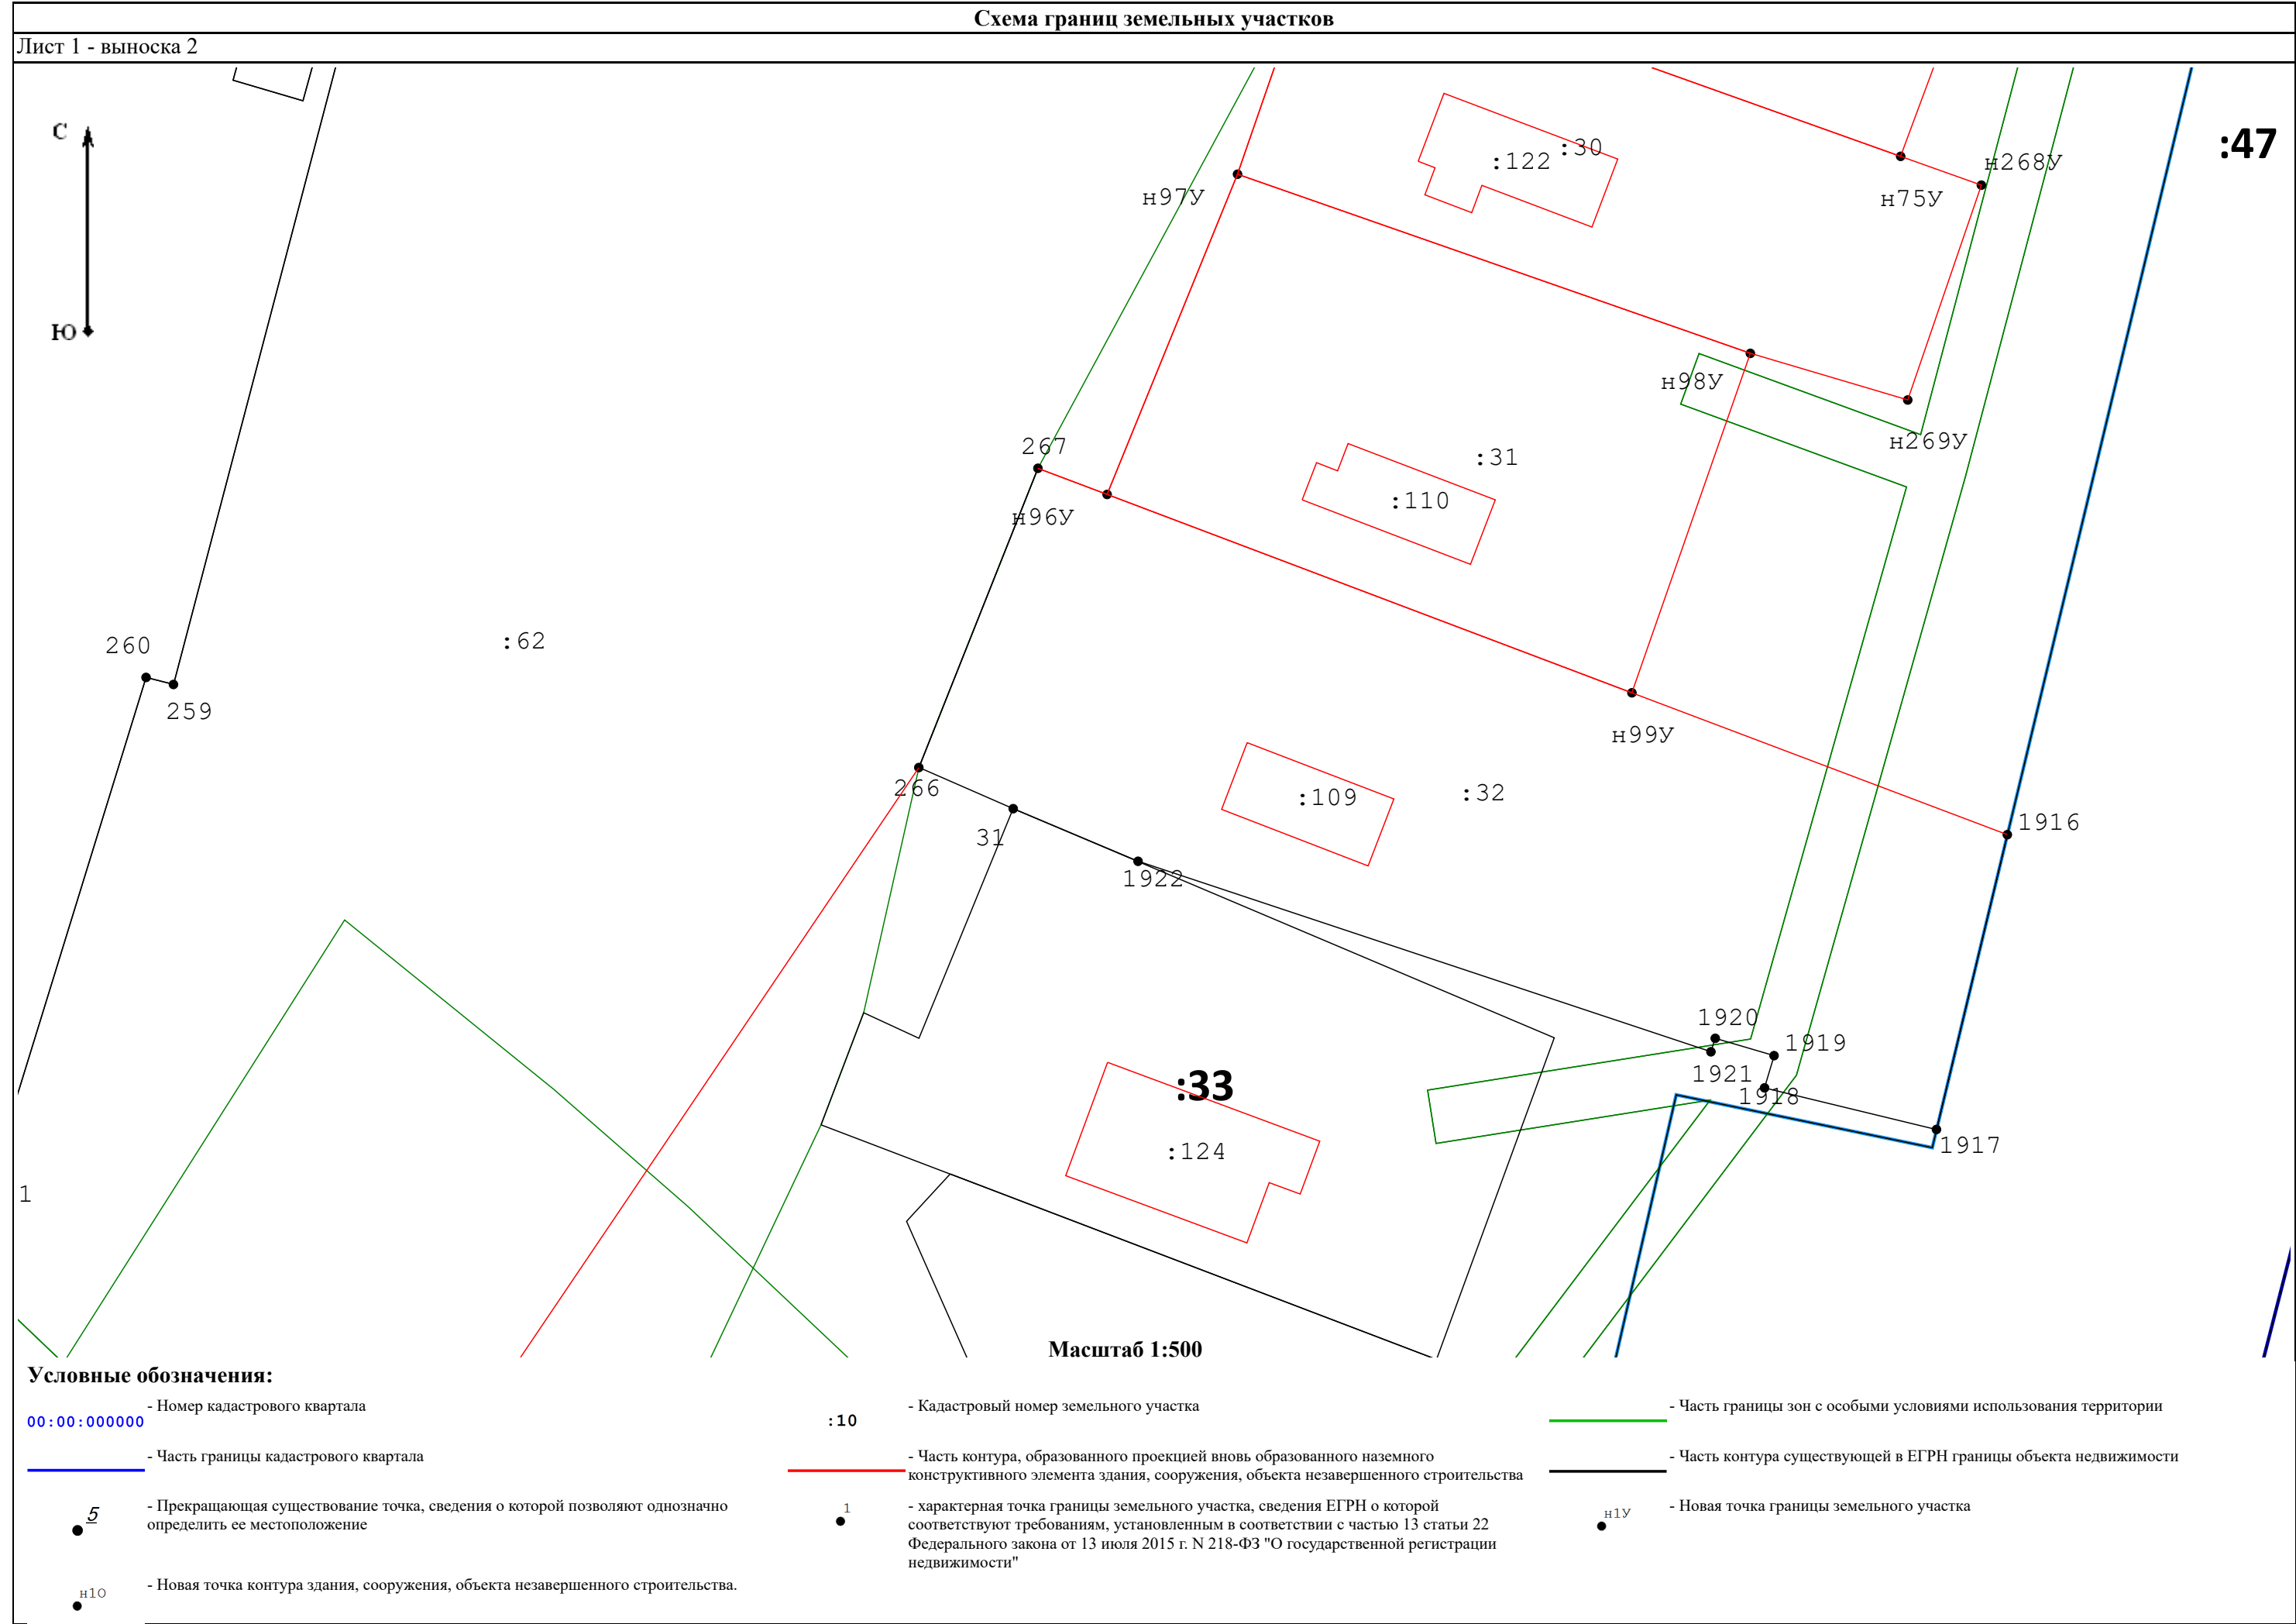 Схема границ земельных участков
Лист 1 - выноска 2
С
Ю
:47
:30
:122
н268У
н75У
н97У
н98У
н269У
267
:31
:110
н96У
:62
260
259
н99У
266
:109
:32
1916
31
1922
1920
1919
1921
1918
:33
1917
:124
1
Масштаб 1:500
Условные обозначения:
00:00:000000 - Номер кадастрового квартала
- Часть границы кадастрового квартала
5 - Прекращающая существование точка, сведения о которой позволяют однозначно
определить ее местоположение
н1О - Новая точка контура здания, сооружения, объекта незавершенного строительства.
:10 - Кадастровый номер земельного участка
- Часть контура, образованного проекцией вновь образованного наземного
конструктивного элемента здания, сооружения, объекта незавершенного строительства
1 - характерная точка границы земельного участка, сведения ЕГРН о которой
соответствуют требованиям, установленным в соответствии с частью 13 статьи 22
Федерального закона от 13 июля 2015 г. N 218-ФЗ "О государственной регистрации
недвижимости"
- Часть границы зон с особыми условиями использования территории
- Часть контура существующей в ЕГРН границы объекта недвижимости
н1У - Новая точка границы земельного участка